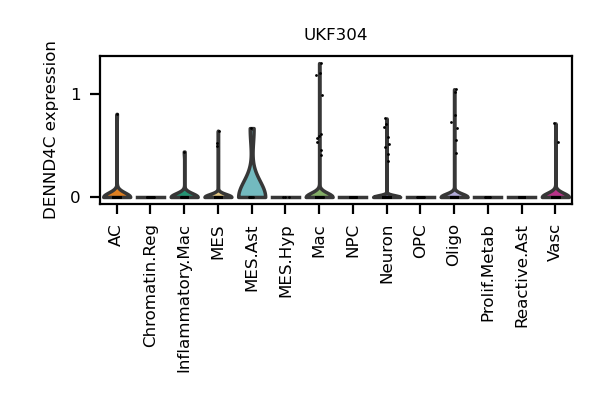 UKF304
DENND4C expression
1
0
AC
Chromatin.Reg
Inflammatory.Mac
MES
MES.Ast
MES.Hyp
Mac
NPC
Neuron
OPC
Oligo
Prolif.Metab
Reactive.Ast
Vasc